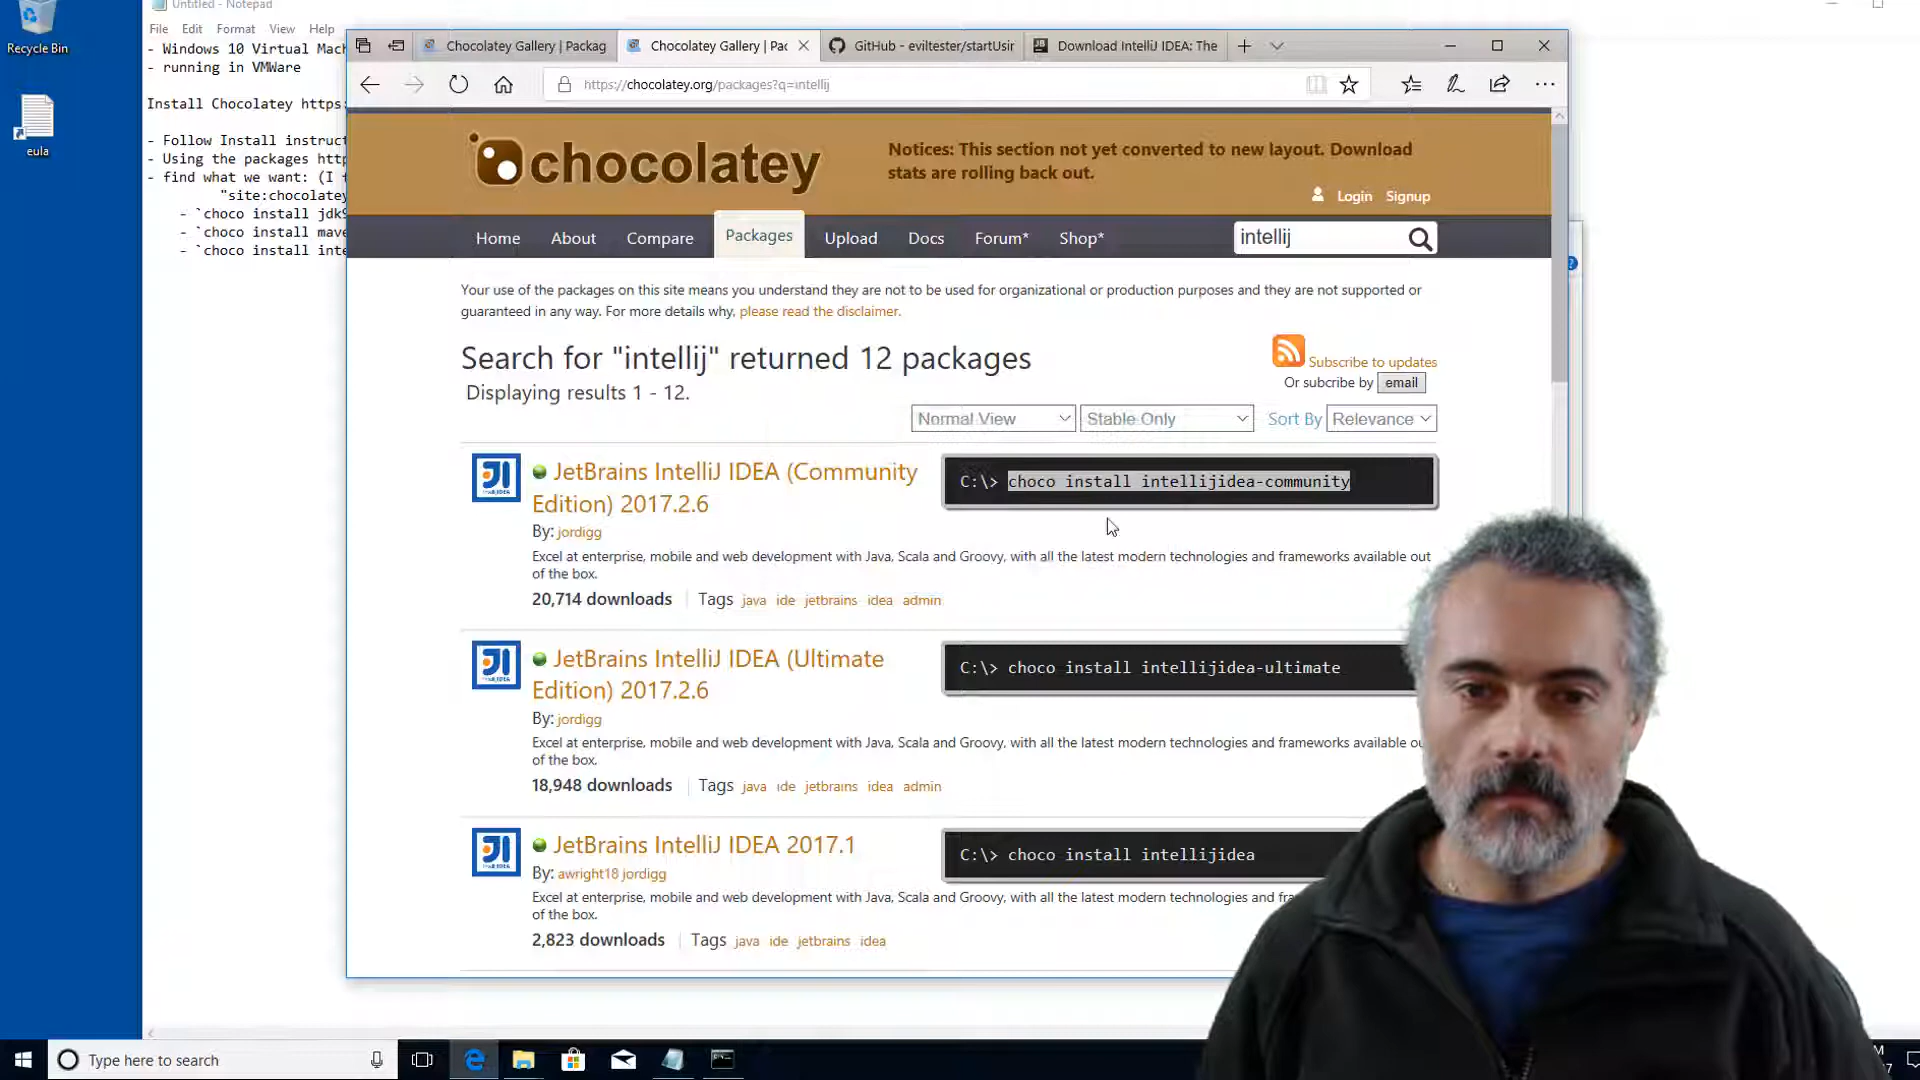 Recycle Bin
eula
Untitled - Notepad
File Edit Format View Help
- Windows 10 Virtual Mach
- running in VMWare
Install Chocolatey https:
- Follow Install instruct
- Using the packages http
- find what we want: (I f
"site:chocolatey
- `choco install jdk9
- `choco install mave
- `choco install inte
Chocolatey Gallery | Packag
Chocolatey Gallery | Pac
GitHub - eviltester/startUsir
Download IntelliJ IDEA: The
https://chocolatey.org/packages?q=intellij
chocolatey
Notices: This section not yet converted to new layout. Download
stats are rolling back out.
Login Signup
Home About Compare Packages Upload Docs Forum* Shop*
intellij
Your use of the packages on this site means you understand they are not to be used for organizational or production purposes and they are not supported or
guaranteed in any way. For more details why, please read the disclaimer.
Search for "intellij" returned 12 packages
Subscribe to updates
Or subcribe by email
Displaying results 1 - 12.
Normal View Stable Only Sort By Relevance
JetBrains IntelliJ IDEA (Community
Edition) 2017.2.6
C:\> choco install intellijidea-community
By: jordigg
Excel at enterprise, mobile and web development with Java, Scala and Groovy, with all the latest modern technologies and frameworks available out
of the box.
20,714 downloads Tags java ide jetbrains idea admin
JetBrains IntelliJ IDEA (Ultimate
Edition) 2017.2.6
C:\> choco install intellijidea-ultimate
By: jordigg
Excel at enterprise, mobile and web development with Java, Scala and Groovy, with all the latest modern technologies and frameworks available ou
of the box.
18,948 downloads Tags java ide jetbrains idea admin
JetBrains IntelliJ IDEA 2017.1
C:\> choco install intellijidea
By: awright18 jordigg
Excel at enterprise, mobile and web development with Java, Scala and Groovy, with all the latest modern technologies and fra
of the box.
2,823 downloads Tags java ide jetbrains idea
Type here to search